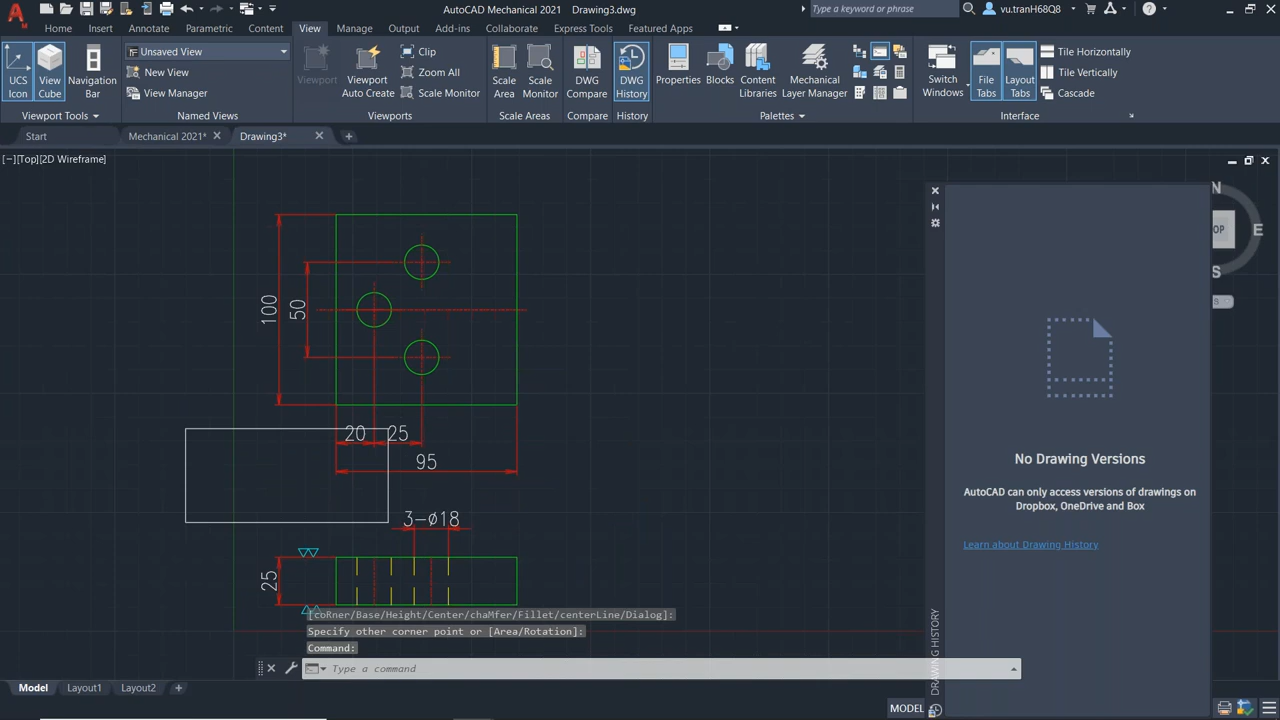 AutoCAD Mechanical 2021 Drawing3.dwg
Type a keyword or phrase
vu.tranH68Q8
Home Insert Annotate Parametric Content View Manage Output Add-ins Collaborate Express Tools Featured Apps
UCS Icon
View Cube
Navigation Bar
Viewport Tools
Unsaved View
New View
View Manager
Named Views
Viewport
Viewport Auto Create
Clip
Zoom All
Scale Monitor
Viewports
Scale Area
Scale Monitor
Scale Areas
DWG Compare
Compare
DWG History
History
Properties
Blocks
Content Libraries
Mechanical Layer Manager
Palettes
Switch Windows
File Tabs
Layout Tabs
Tile Horizontally
Tile Vertically
Cascade
Interface
Start Mechanical 2021* Drawing3*
[−][Top][2D Wireframe]
100
50
20
25
95
3-ø18
25
N
TOP
E
S
No Drawing Versions
AutoCAD can only access versions of drawings on
Dropbox, OneDrive and Box
Learn about Drawing History
DRAWING HISTORY
[coRner/Base/Height/Center/chaMfer/Fillet/centerLine/Dialog]:
Specify other corner point or [Area/Rotation]:
Command:
Type a command
Model Layout1 Layout2
MODEL